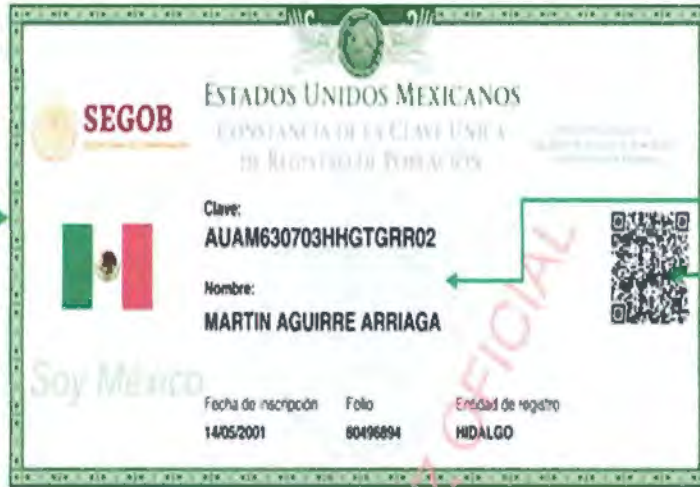 SEGOB
ESTADOS UNIDOS MEXICANOS
CONSTANCIA DE LA CLAVE ÚNICA
DE REGISTRO DE POBLACIÓN
Clave:
AUAM630703HHGTGRR02
Nombre:
MARTIN AGUIRRE ARRIAGA
Soy México
Fecha de inscripción Folio Entidad de registro
14/05/2001 80496894 HIDALGO
OFICIAL